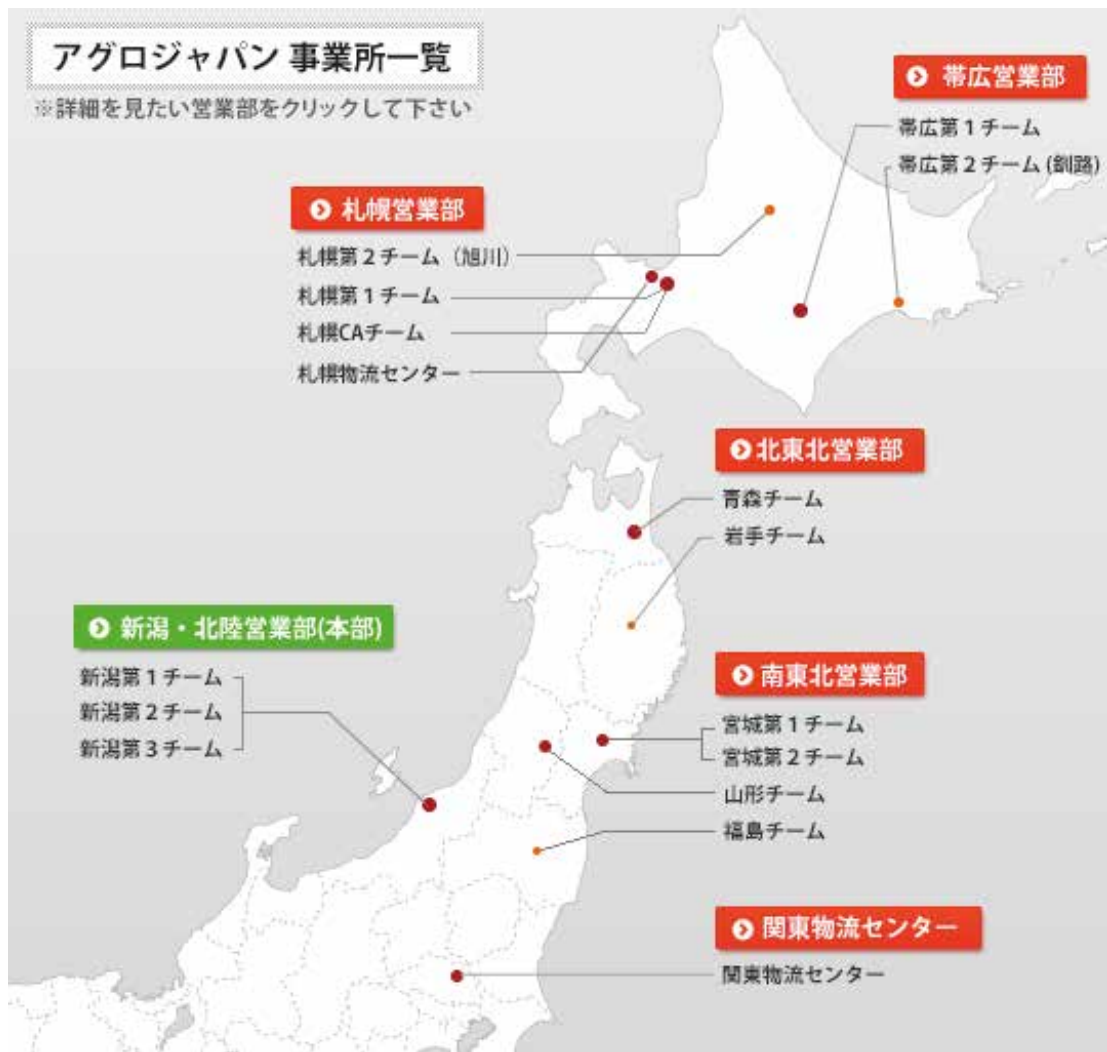 アグロジャパン 事業所一覧
※詳細を見たい営業部をクリックして下さい
帯広営業部
帯広第1チーム
帯広第2チーム(釧路)
札幌営業部
札幌第2チーム(旭川)
札幌第1チーム
札幌CAチーム
札幌物流センター
北東北営業部
青森チーム
岩手チーム
新潟・北陸営業部(本部)
新潟第1チーム
新潟第2チーム
新潟第3チーム
南東北営業部
宮城第1チーム
宮城第2チーム
山形チーム
福島チーム
関東物流センター
関東物流センター